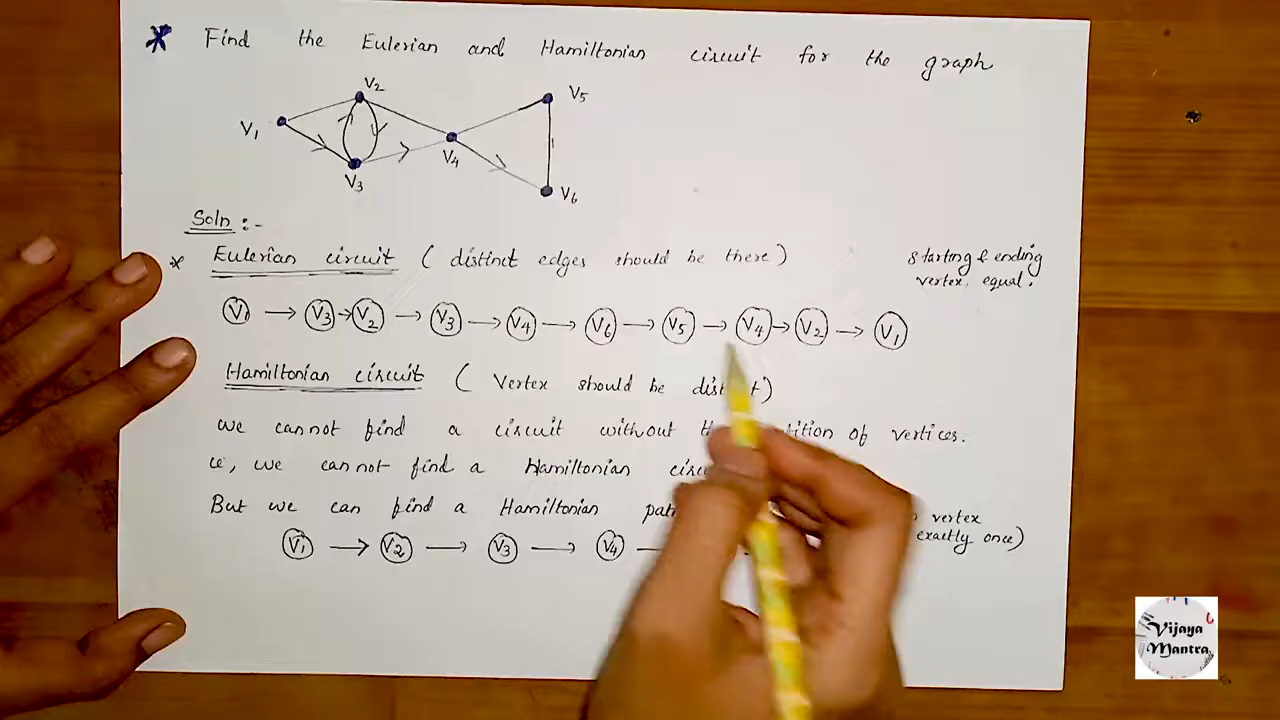 * Find the Eulerian and Hamiltonian circuit for the graph
V2
V5
V1
V4
V3
V6
Soln :-
* Eulerian circuit ( distinct edges should be there )
starting & ending
vertex equal.
V1 → V3 → V2 → V3 → V4 → V6 → V5 → V4 → V2 → V1
Hamiltonian circuit ( Vertex should be
we cannot find a circuit without of vertices.
ie, we can not find a Hamiltonian
But we can find a Hamiltonian
vertex
exactly once)
V1 → V2 → V3 → V4
Vijaya
Mantra